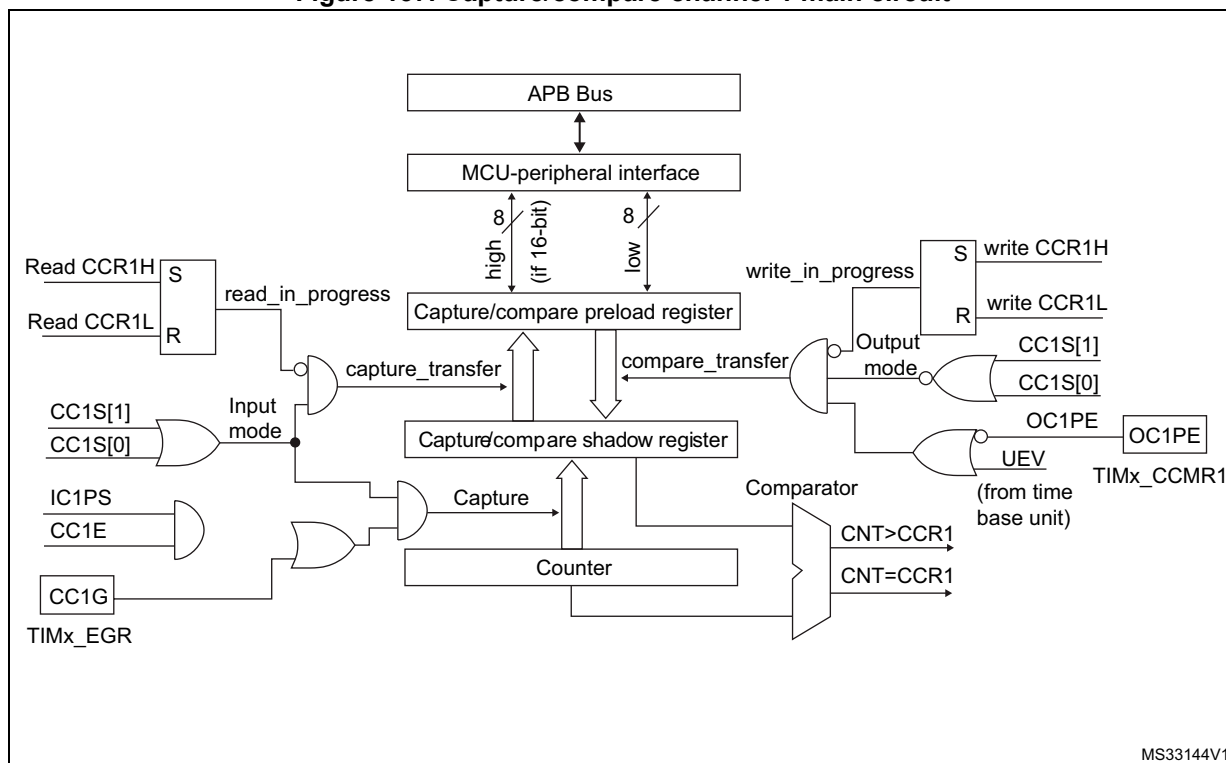 APB Bus
MCU-peripheral interface
8
high
(if 16-bit)
8
low
Read CCR1H
Read CCR1L
S
R
read_in_progress
Capture/compare preload register
write_in_progress
S
R
write CCR1H
write CCR1L
capture_transfer
compare_transfer
Output
mode
CC1S[1]
CC1S[0]
CC1S[1]
CC1S[0]
Input
mode
Capture/compare shadow register
OC1PE
OC1PE
UEV
(from time
base unit)
TIMx_CCMR1
IC1PS
CC1E
Capture
Comparator
CNT>CCR1
CNT=CCR1
Counter
CC1G
TIMx_EGR
MS33144V1